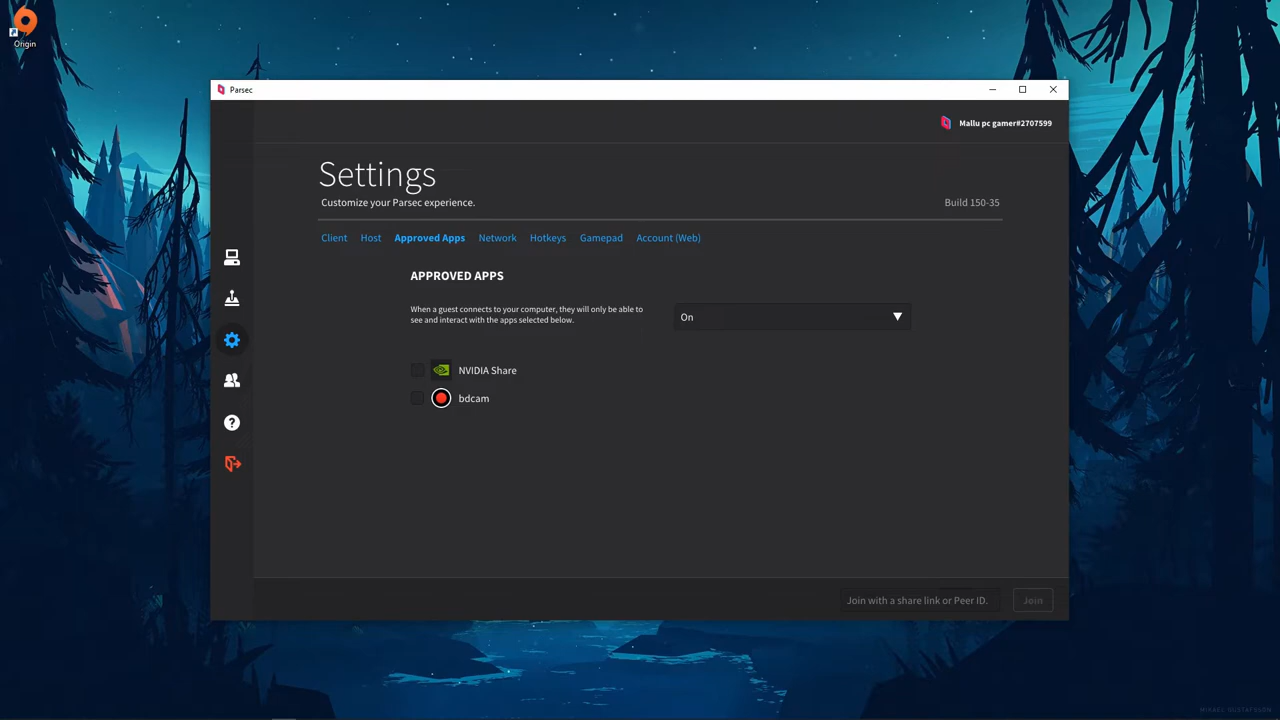 Origin
Parsec
Mallu pc gamer#2707599
Settings
Customize your Parsec experience.
Build 150-35
Client Host Approved Apps Network Hotkeys Gamepad Account (Web)
APPROVED APPS
When a guest connects to your computer, they will only be able to
see and interact with the apps selected below.
On
NVIDIA Share
bdcam
Join with a share link or Peer ID.
Join
MIKAEL GUSTAFSSON